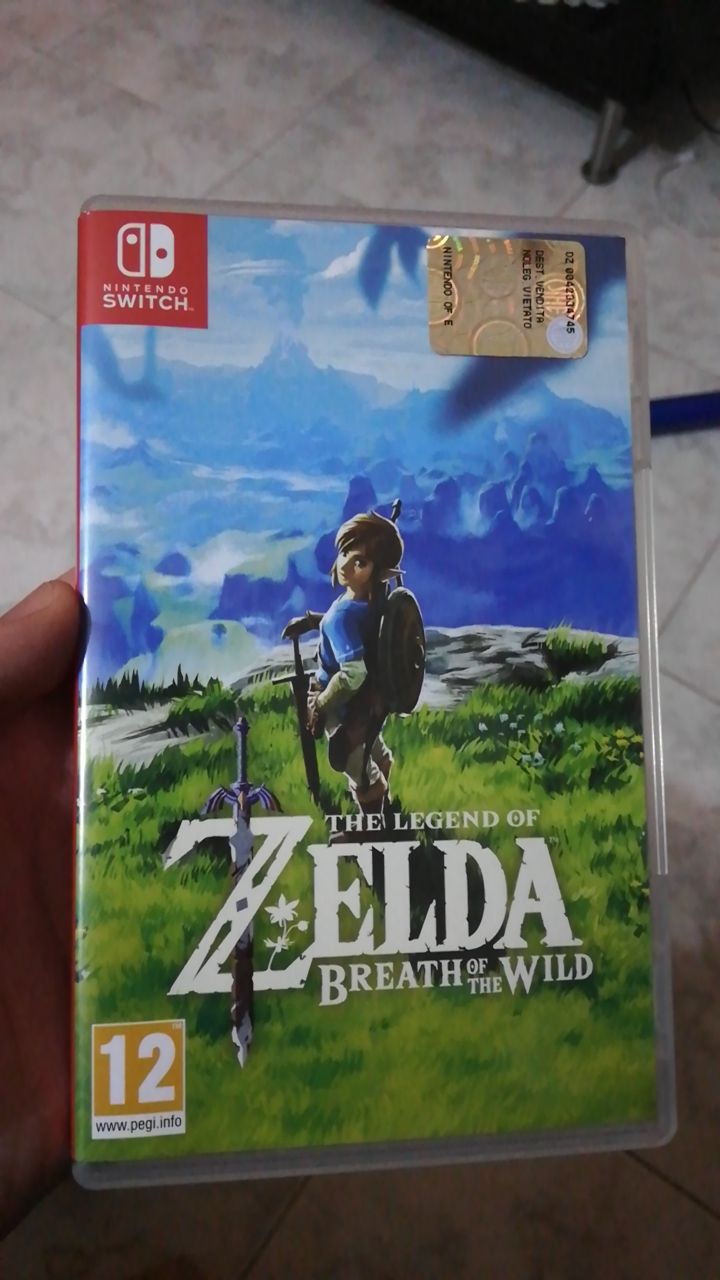 NINTENDO
SWITCH
DEST.VENDITA
NOLEG VIETATO
NINTENDO OF E
THE LEGEND OF
ZELDA
BREATH OF THE WILD
12
www.pegi.info